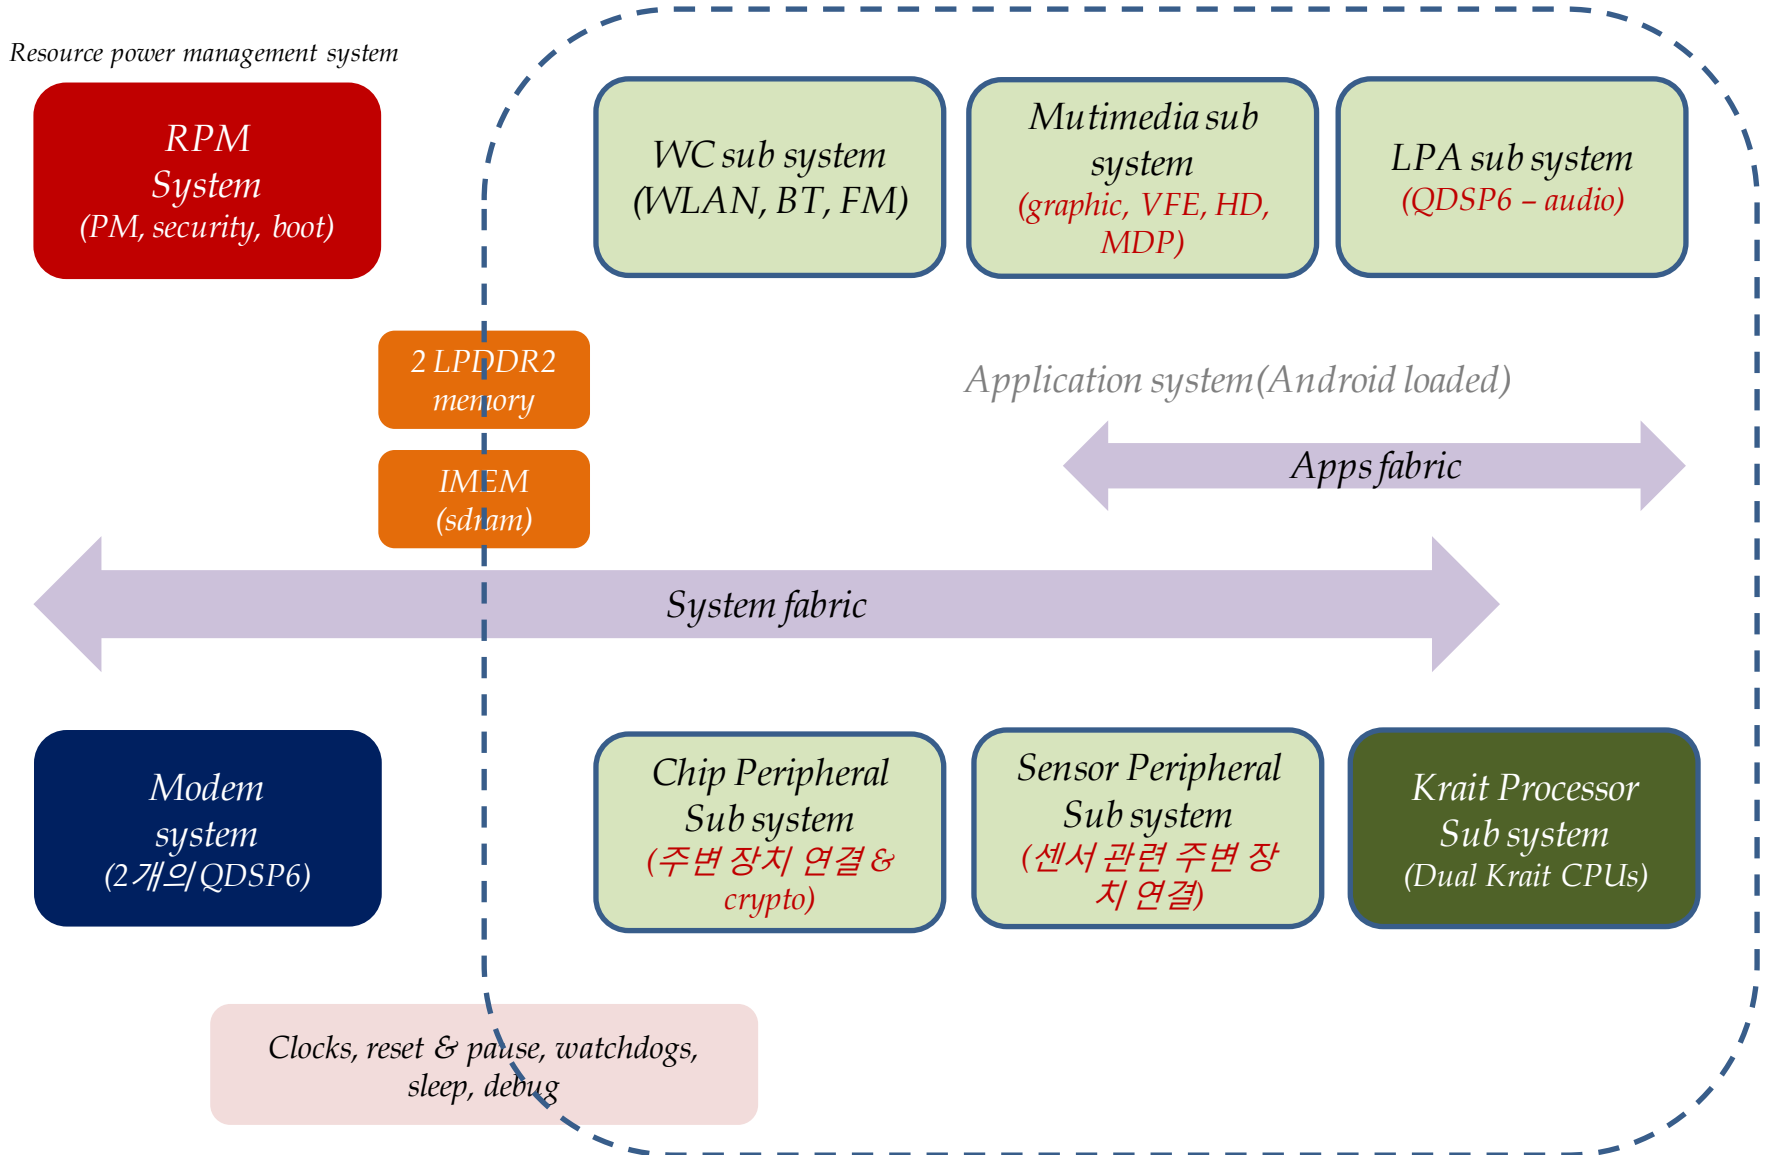 Resource power management system
RPM
System
(PM, security, boot)
WC sub system
(WLAN, BT, FM)
Mutimedia sub
system
(graphic, VFE, HD,
MDP)
LPA sub system
(QDSP6 – audio)
2 LPDDR2
memory
Application system(Android loaded)
IMEM
(sdram)
Apps fabric
System fabric
Modem
system
(2개의 QDSP6)
Chip Peripheral
Sub system
(주변 장치 연결 &
crypto)
Sensor Peripheral
Sub system
(센서 관련 주변 장
치 연결)
Krait Processor
Sub system
(Dual Krait CPUs)
Clocks, reset & pause, watchdogs,
sleep, debug